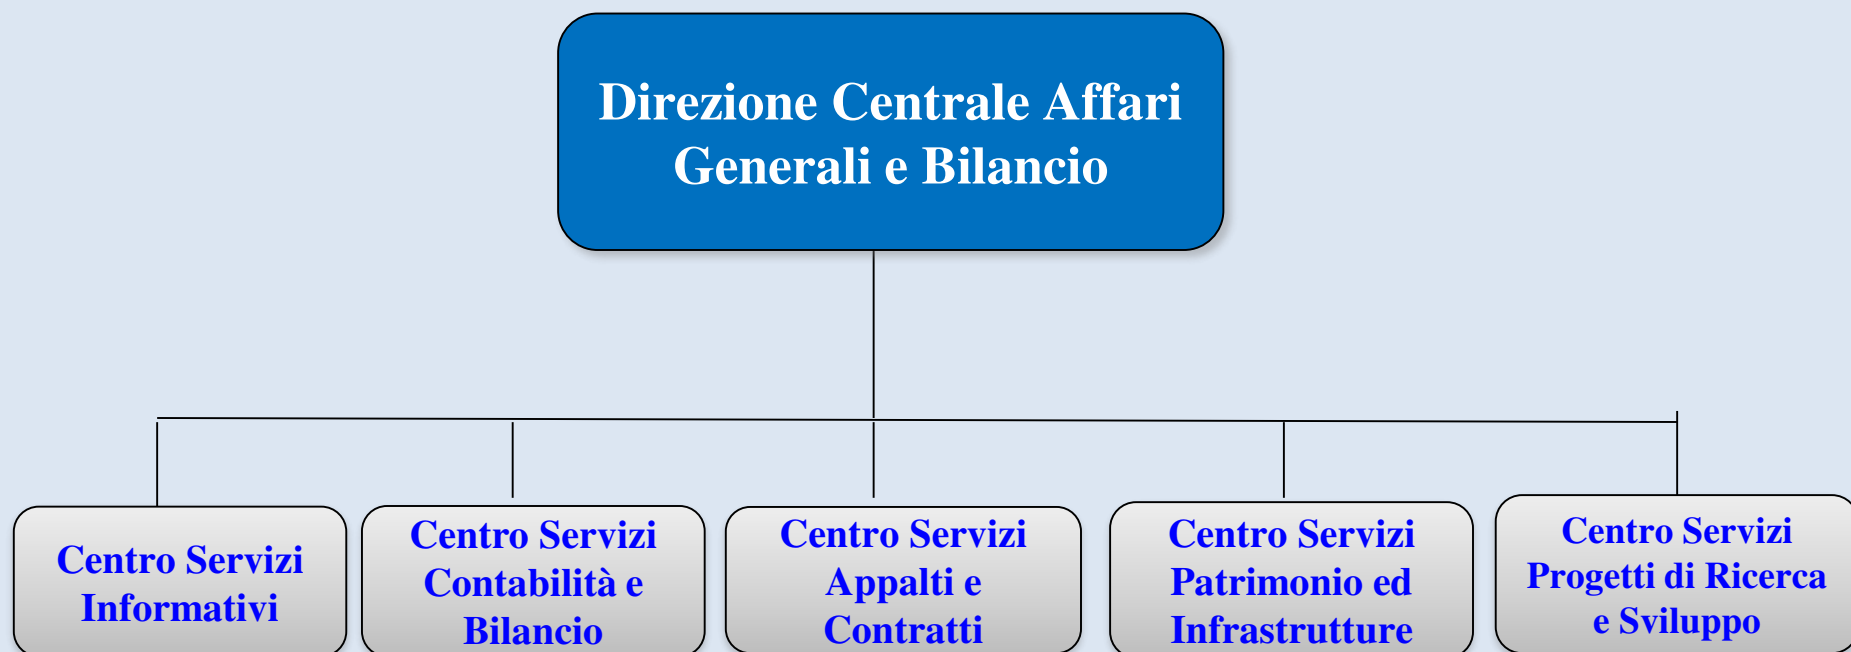 Direzione Centrale Affari
Generali e Bilancio
Centro Servizi
Informativi
Centro Servizi
Contabilità e
Bilancio
Centro Servizi
Appalti e
Contratti
Centro Servizi
Patrimonio ed
Infrastrutture
Centro Servizi
Progetti di Ricerca
e Sviluppo